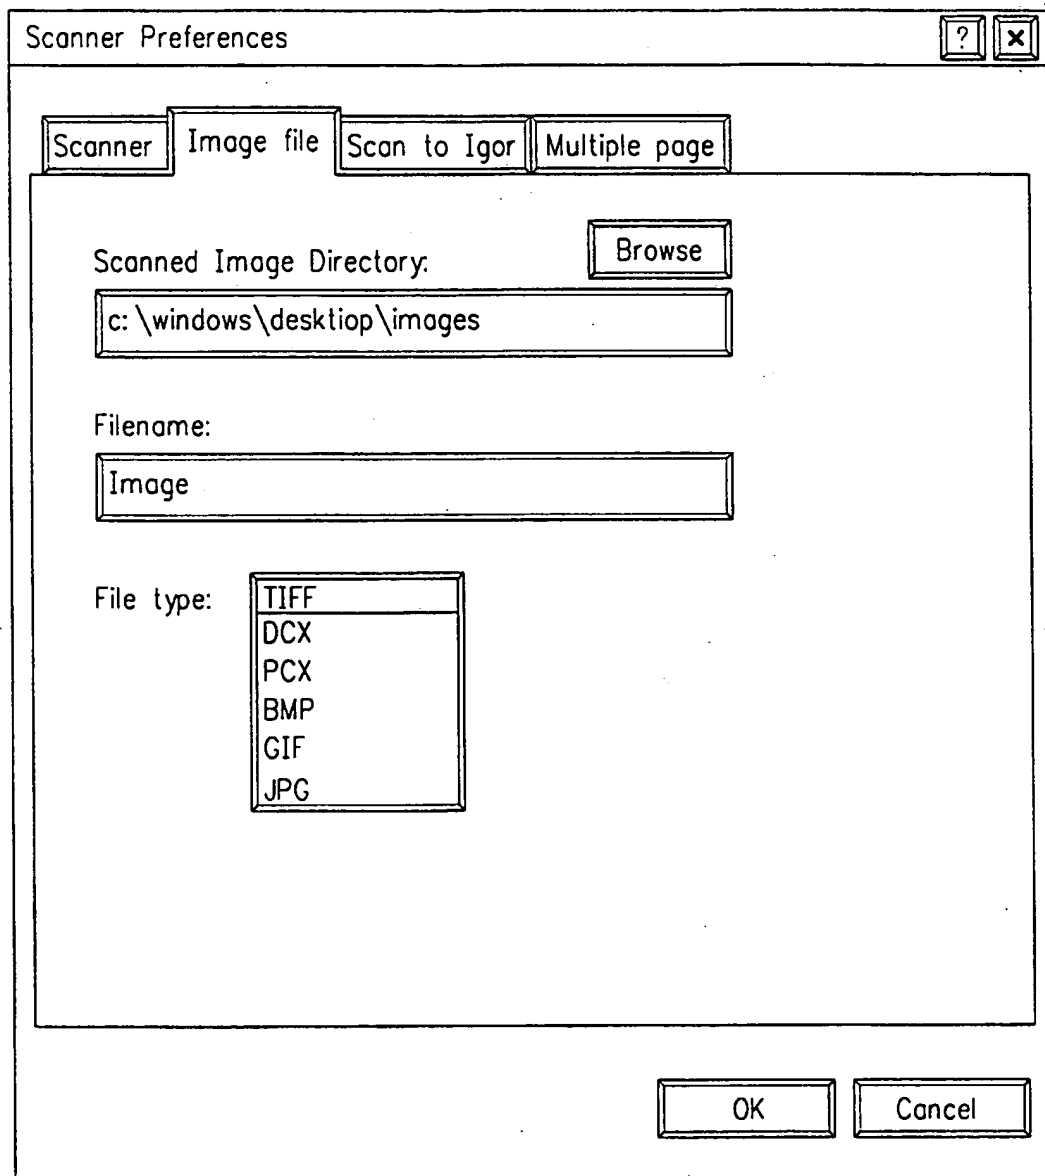 Scanner Preferences ? ×
Scanner Image file Scan to Igor Multiple page
Scanned Image Directory: Browse
c: \windows\desktiop\images
Filename:
Image
File type: TIFF
DCX
PCX
BMP
GIF
JPG
OK Cancel